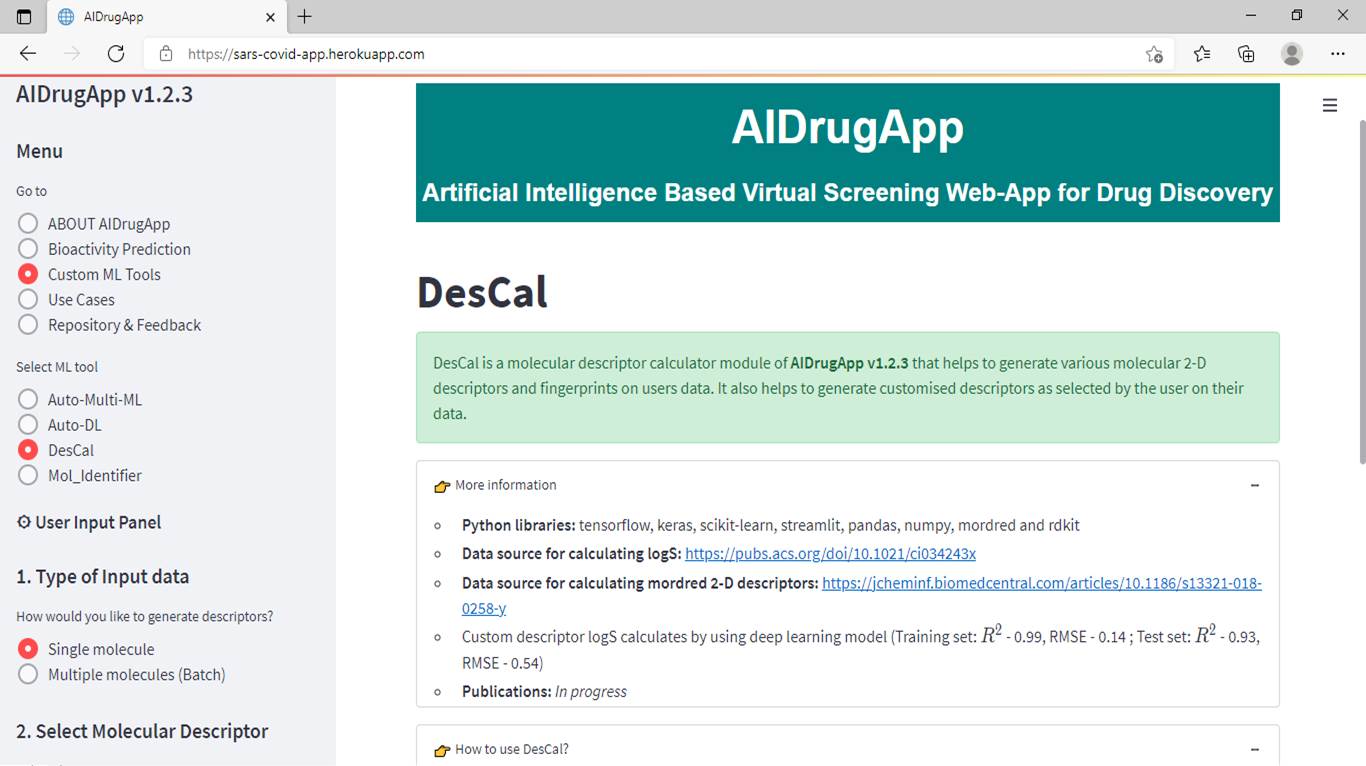 AIDrugApp
https://sars-covid-app.herokuapp.com
AIDrugApp v1.2.3
Menu
Go to
ABOUT AIDrugApp
Bioactivity Prediction
Custom ML Tools
Use Cases
Repository & Feedback
Select ML tool
Auto-Multi-ML
Auto-DL
DesCal
Mol_Identifier
User Input Panel
1. Type of Input data
How would you like to generate descriptors?
Single molecule
Multiple molecules (Batch)
2. Select Molecular Descriptor
AIDrugApp
Artificial Intelligence Based Virtual Screening Web-App for Drug Discovery
DesCal
DesCal is a molecular descriptor calculator module of AIDrugApp v1.2.3 that helps to generate various molecular 2-D
descriptors and fingerprints on users data. It also helps to generate customised descriptors as selected by the user on their
data.
👉 More information
Python libraries: tensorflow, keras, scikit-learn, streamlit, pandas, numpy, mordred and rdkit
Data source for calculating logS: https://pubs.acs.org/doi/10.1021/ci034243x
Data source for calculating mordred 2-D descriptors: https://jcheminf.biomedcentral.com/articles/10.1186/s13321-018-
0258-y
Custom descriptor logS calculates by using deep learning model (Training set: R² - 0.99, RMSE - 0.14 ; Test set: R² - 0.93,
RMSE - 0.54)
Publications: In progress
👉 How to use DesCal?